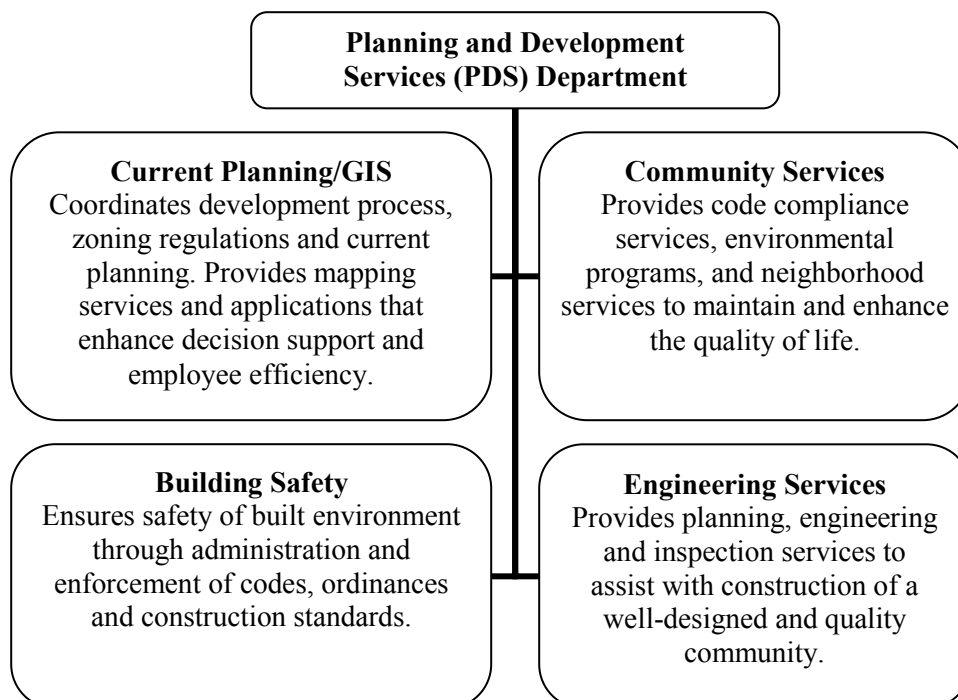 Planning and Development
Services (PDS) Department
Current Planning/GIS
Coordinates development process,
zoning regulations and current
planning. Provides mapping
services and applications that
enhance decision support and
employee efficiency.
Community Services
Provides code compliance
services, environmental
programs, and neighborhood
services to maintain and enhance
the quality of life.
Building Safety
Ensures safety of built environment
through administration and
enforcement of codes, ordinances
and construction standards.
Engineering Services
Provides planning, engineering
and inspection services to
assist with construction of a
well-designed and quality
community.